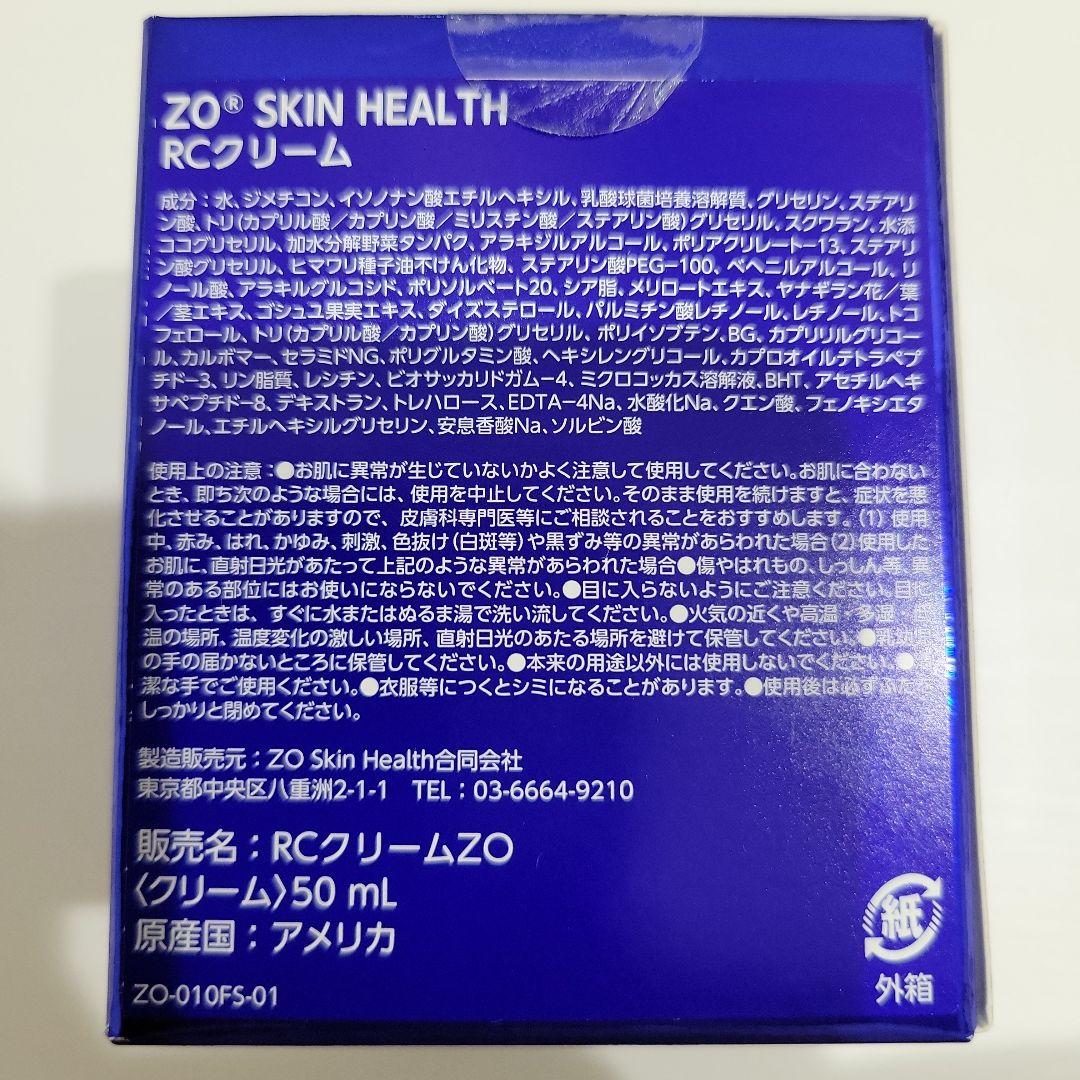 ZO® SKIN HEALTH
RCクリーム
成分：水、ジメチコン、イソノナン酸エチルヘキシル、乳酸球菌培養溶解質、グリセリン、ステアリ
ン酸、トリ(カプリル酸／カプリン酸／ミリスチン酸／ステアリン酸)グリセリル、スクワラン、水添
ココグリセリル、加水分解野菜タンパク、アラキジルアルコール、ポリアクリレート−13、ステアリ
ン酸グリセリル、ヒマワリ種子油不けん化物、ステアリン酸PEG−100、ベヘニルアルコール、リ
ノール酸、アラキルグルコシド、ポリソルベート20、シア脂、メリロートエキス、ヤナギラン花／葉
／茎エキス、ゴシュユ果実エキス、ダイズステロール、パルミチン酸レチノール、レチノール、トコ
フェロール、トリ(カプリル酸／カプリン酸)グリセリル、ポリイソブテン、BG、カプリリルグリコー
ル、カルボマー、セラミドNG、ポリグルタミン酸、ヘキシレングリコール、カプロオイルテトラペプ
チド−3、リン脂質、レシチン、ビオサッカリドガム−4、ミクロコッカス溶解液、BHT、アセチルヘキ
サペプチド−8、デキストラン、トレハロース、EDTA−4Na、水酸化Na、クエン酸、フェノキシエタ
ノール、エチルヘキシルグリセリン、安息香酸Na、ソルビン酸
使用上の注意：●お肌に異常が生じていないかよく注意して使用してください。お肌に合わない
とき、即ち次のような場合には、使用を中止してください。そのまま使用を続けますと、症状を悪
化させることがありますので、皮膚科専門医等にご相談されることをおすすめします。(1)使用
中、赤み、はれ、かゆみ、刺激、色抜け(白斑等)や黒ずみ等の異常があらわれた場合(2)使用した
お肌に、直射日光があたって上記のような異常があらわれた場合●傷やはれもの、しっしん等、異
常のある部位にはお使いにならないでください。●目に入らないようにご注意ください。目に
入ったときは、すぐに水またはぬるま湯で洗い流してください。●火気の近くや高温・多湿・
温の場所、温度変化の激しい場所、直射日光のあたる場所を避けて保管してください。●乳幼児
の手の届かないところに保管してください。●本来の用途以外には使用しないでください。●
潔な手でご使用ください。●衣服等につくとシミになることがあります。●使用後は必ずふたを
しっかりと閉めてください。
製造販売元：ZO Skin Health合同会社
東京都中央区八重洲2-1-1　TEL：03-6664-9210
販売名：RCクリームZO
〈クリーム〉50 mL
原産国：アメリカ
紙
外箱
ZO-010FS-01